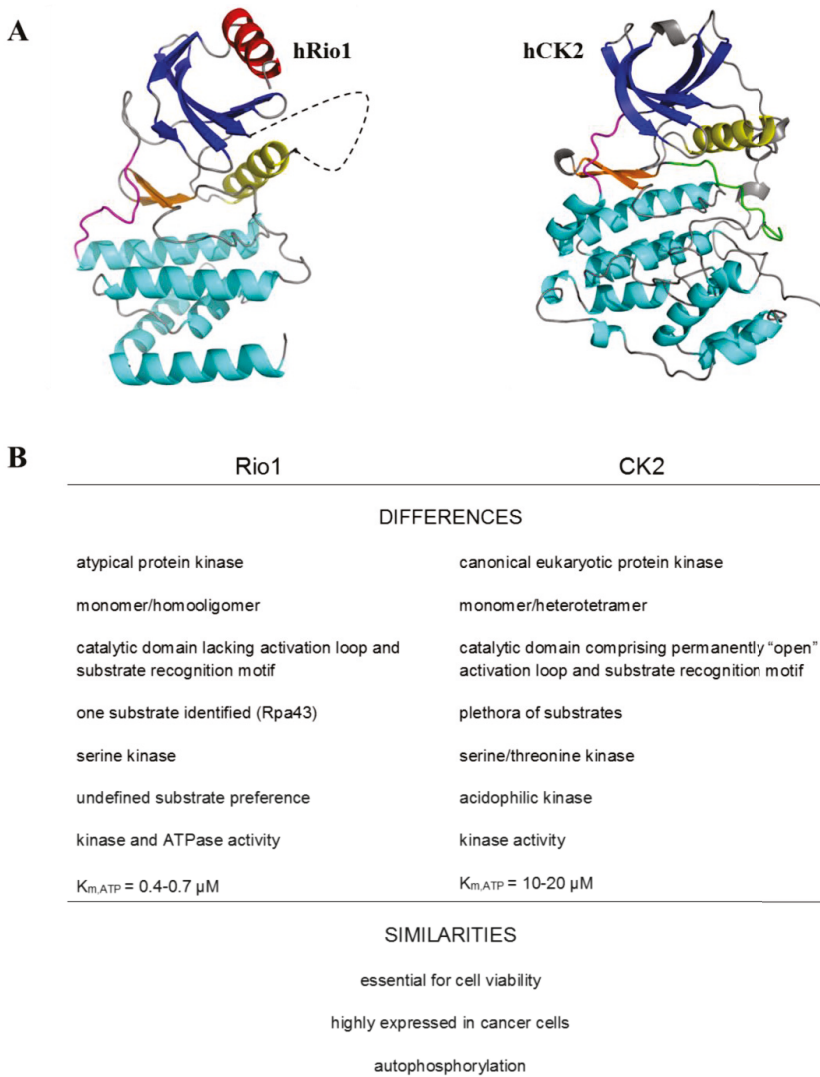 A
hRio1
hCK2
B
Rio1
CK2
DIFFERENCES
atypical protein kinase
canonical eukaryotic protein kinase
monomer/homooligomer
monomer/heterotetramer
catalytic domain lacking activation loop and
substrate recognition motif
catalytic domain comprising permanently “open”
activation loop and substrate recognition motif
one substrate identified (Rpa43)
plethora of substrates
serine kinase
serine/threonine kinase
undefined substrate preference
acidophilic kinase
kinase and ATPase activity
kinase activity
Km,ATP = 0.4-0.7 µM
Km,ATP = 10-20 µM
SIMILARITIES
essential for cell viability
highly expressed in cancer cells
autophosphorylation